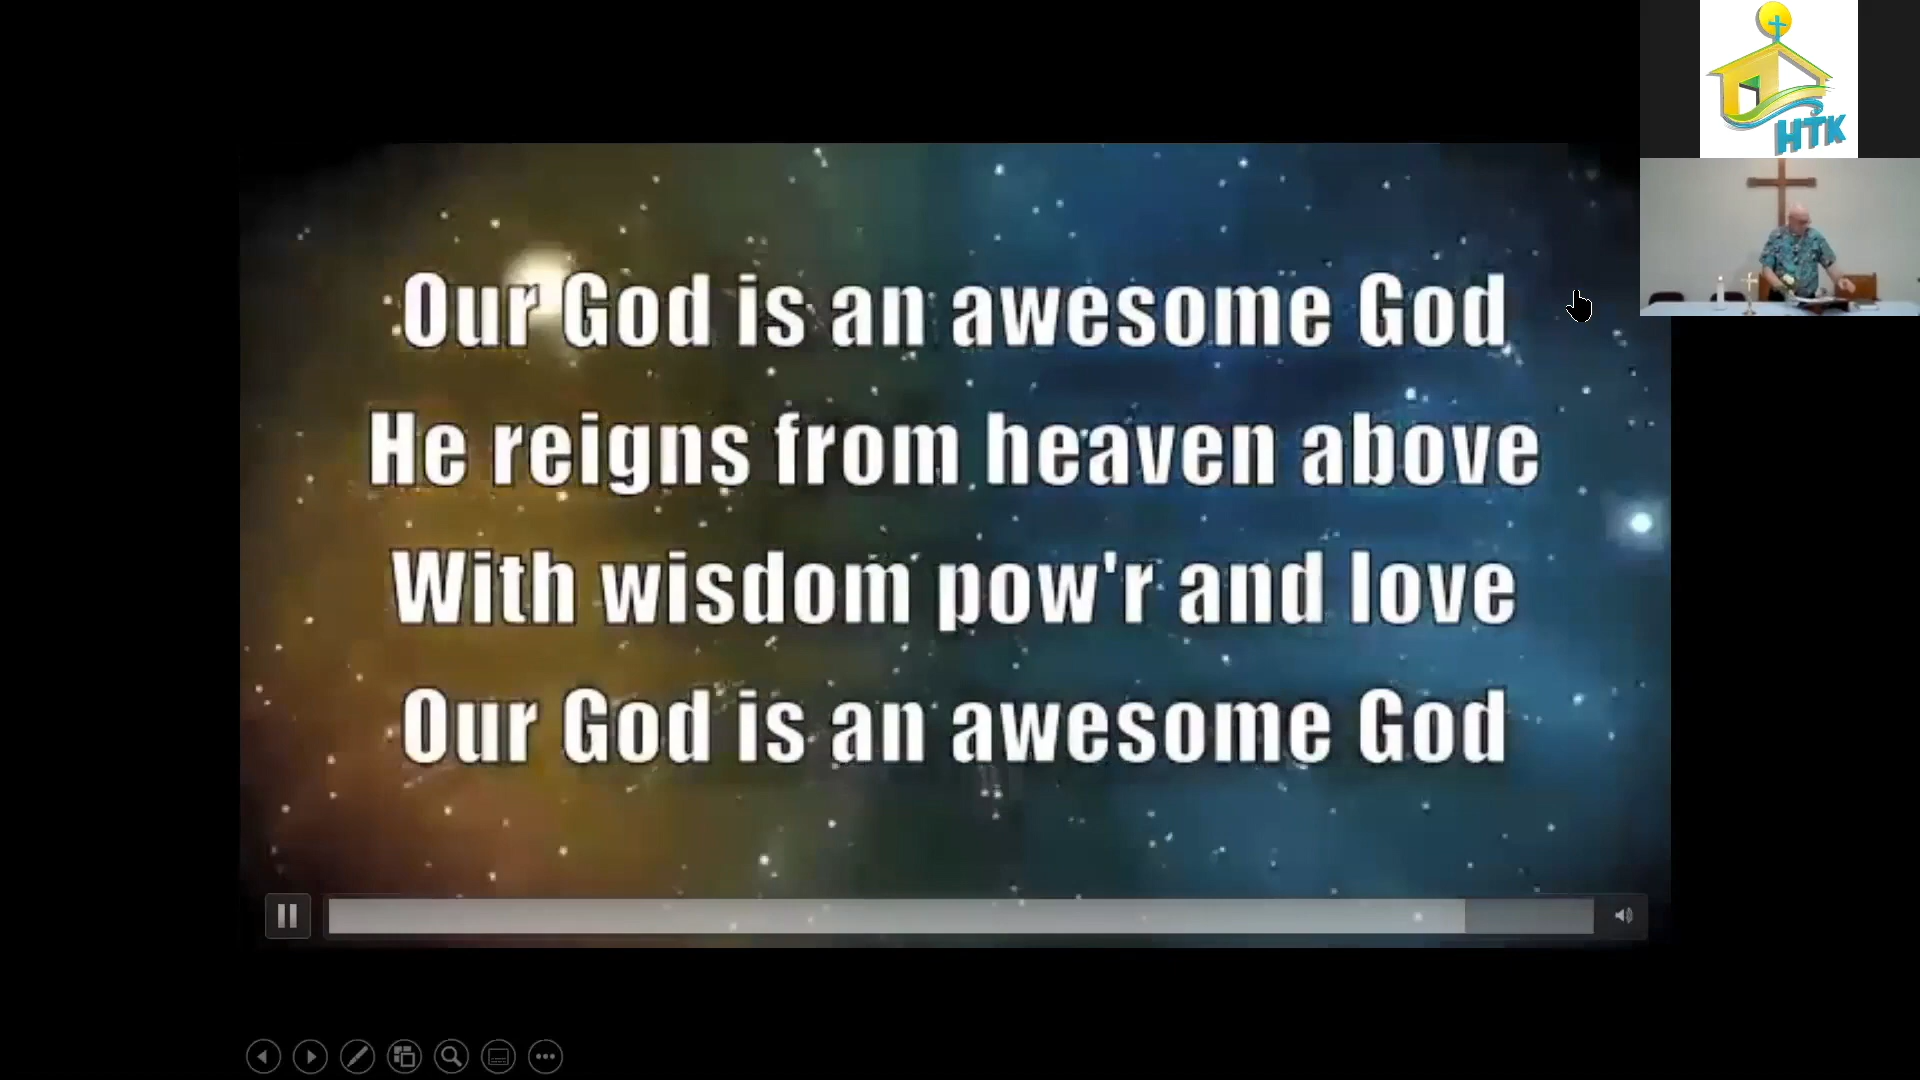 Our God is an awesome God
He reigns from heaven above
With wisdom pow'r and love
Our God is an awesome God
HTK